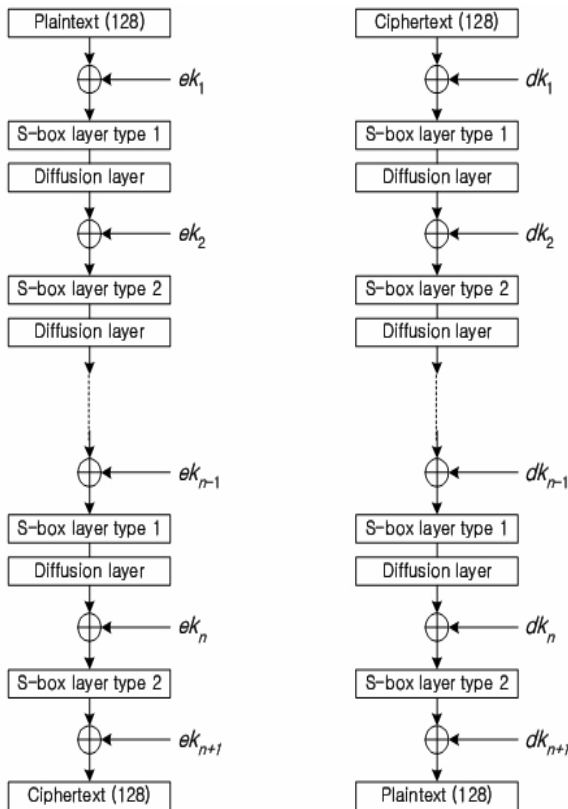 Plaintext (128)
ek1
S-box layer type 1
Diffusion layer
ek2
S-box layer type 2
Diffusion layer
ekn-1
S-box layer type 1
Diffusion layer
ekn
S-box layer type 2
ekn+1
Ciphertext (128)
Ciphertext (128)
dk1
S-box layer type 1
Diffusion layer
dk2
S-box layer type 2
Diffusion layer
dkn-1
S-box layer type 1
Diffusion layer
dkn
S-box layer type 2
dkn+1
Plaintext (128)